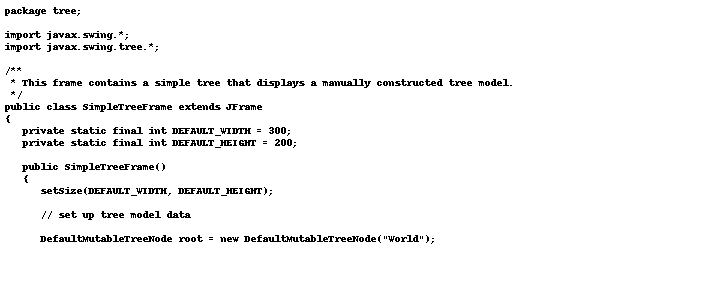 package tree;

import javax.swing.*;
import javax.swing.tree.*;

/**
 * This frame contains a simple tree that displays a manually constructed tree model.
 */
public class SimpleTreeFrame extends JFrame
{
   private static final int DEFAULT_WIDTH = 300;
   private static final int DEFAULT_HEIGHT = 200;

   public SimpleTreeFrame()
   {
      setSize(DEFAULT_WIDTH, DEFAULT_HEIGHT);

      // set up tree model data

      DefaultMutableTreeNode root = new DefaultMutableTreeNode("World");